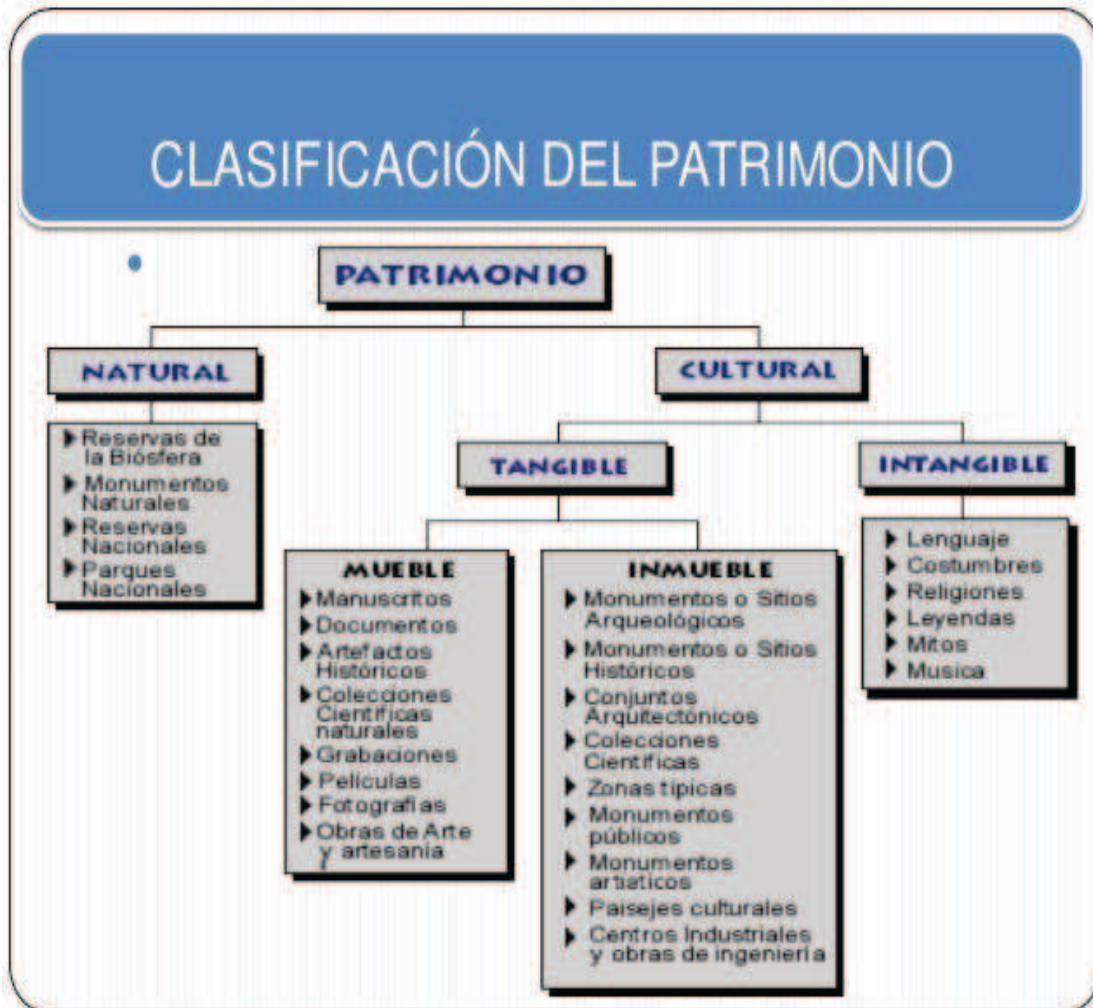 CLASIFICACIÓN DEL PATRIMONIO
PATRIMONIO
NATURAL
Reservas de
la Biósfera
Monumentos
Naturales
Reservas
Nacionales
Parques
Nacionales
CULTURAL
TANGIBLE
MUEBLE
Manuscritos
Documentos
Artefactos
Históricos
Colecciones
Científicas
naturales
Grabaciones
Películas
Fotografías
Obras de Arte
y artesanía
INMUEBLE
Monumentos o Sitios
Arqueológicos
Monumentos o Sitios
Históricos
Conjuntos
Arquitectónicos
Colecciones
Científicas
Zonas típicas
Monumentos
públicos
Monumentos
artiaticos
Paisejes culturales
Centros Industriales
y obras de ingeniería
INTANGIBLE
Lenguaje
Costumbres
Religiones
Leyendas
Mitos
Musica